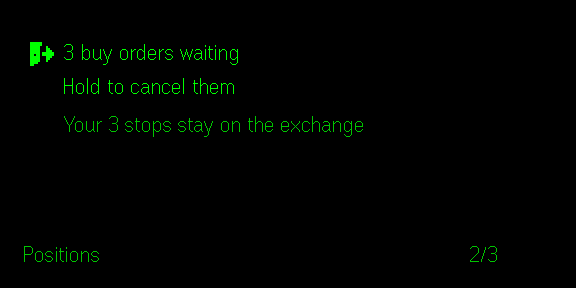 3 buy orders waiting
Hold to cancel them
Your 3 stops stay on the exchange
Positions
2/3